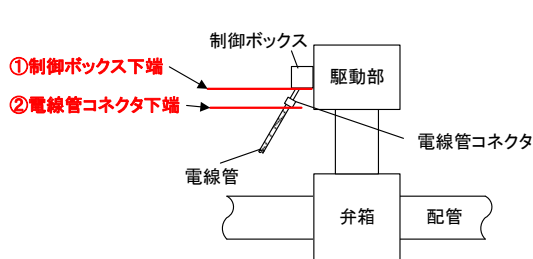 制御ボックス
①制御ボックス下端
駆動部
②電線管コネクタ下端
電線管コネクタ
電線管
弁箱
配管